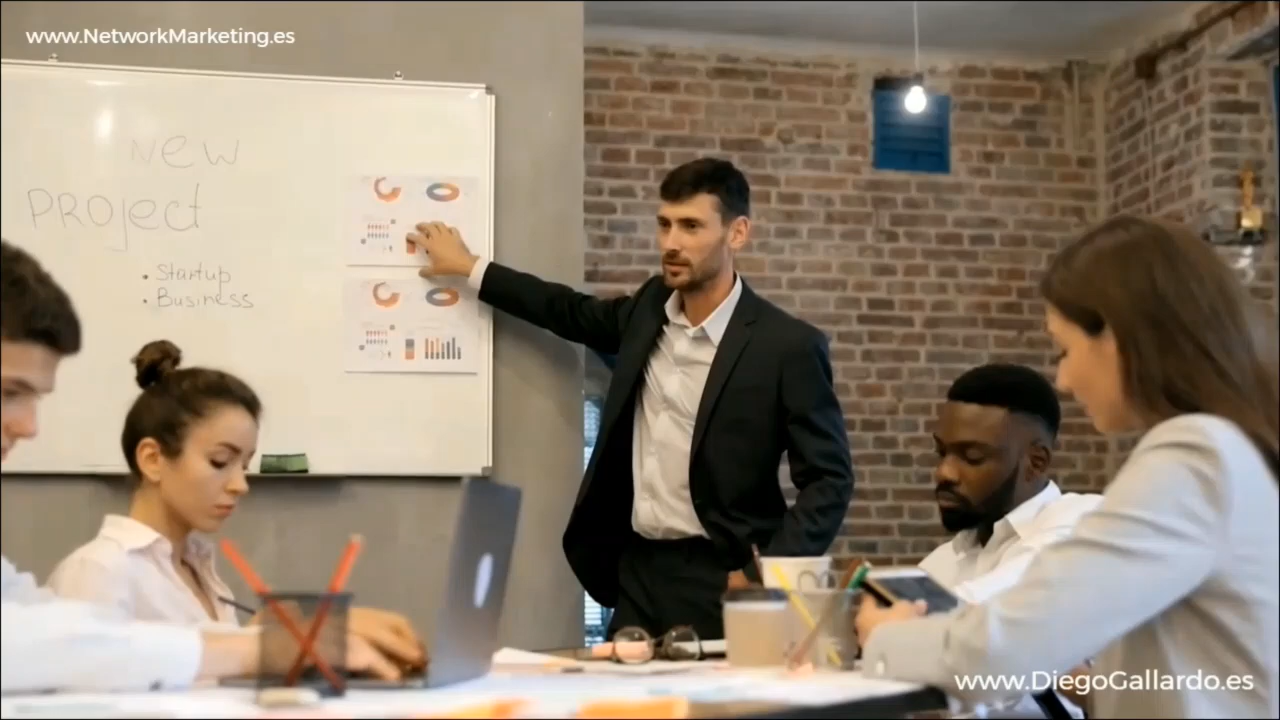 www.NetworkMarketing.es
New
PROject
• Startup
• Business
www.DiegoGallardo.es